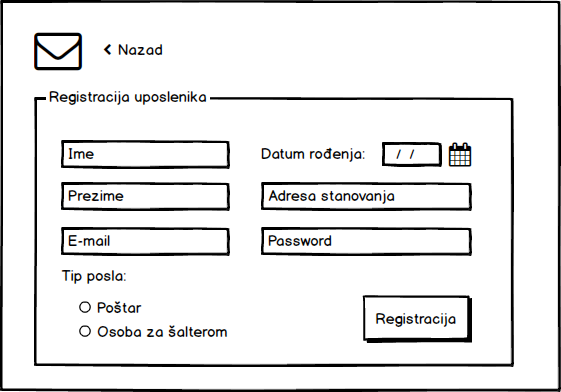 < Nazad
Registracija uposlenika
Ime
Datum rođenja: / /
Prezime
Adresa stanovanja
E-mail
Password
Tip posla:
Poštar
Osoba za šalterom
Registracija